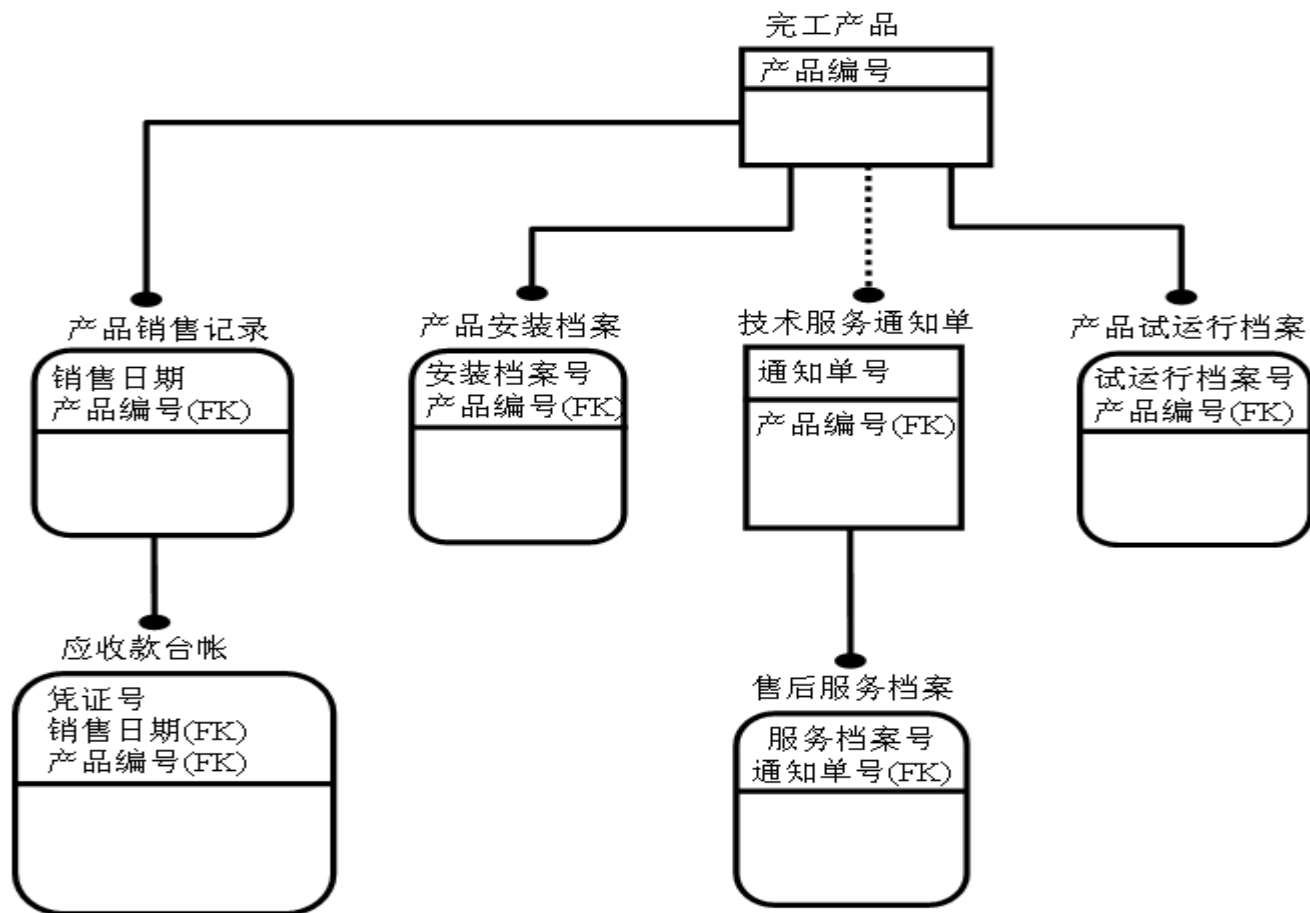 完工产品
产品编号
产品销售记录
销售日期
产品编号(FK)
产品安装档案
安装档案号
产品编号(FK)
技术服务通知单
通知单号
产品编号(FK)
产品试运行档案
试运行档案号
产品编号(FK)
应收款台帐
凭证号
销售日期(FK)
产品编号(FK)
售后服务档案
服务档案号
通知单号(FK)